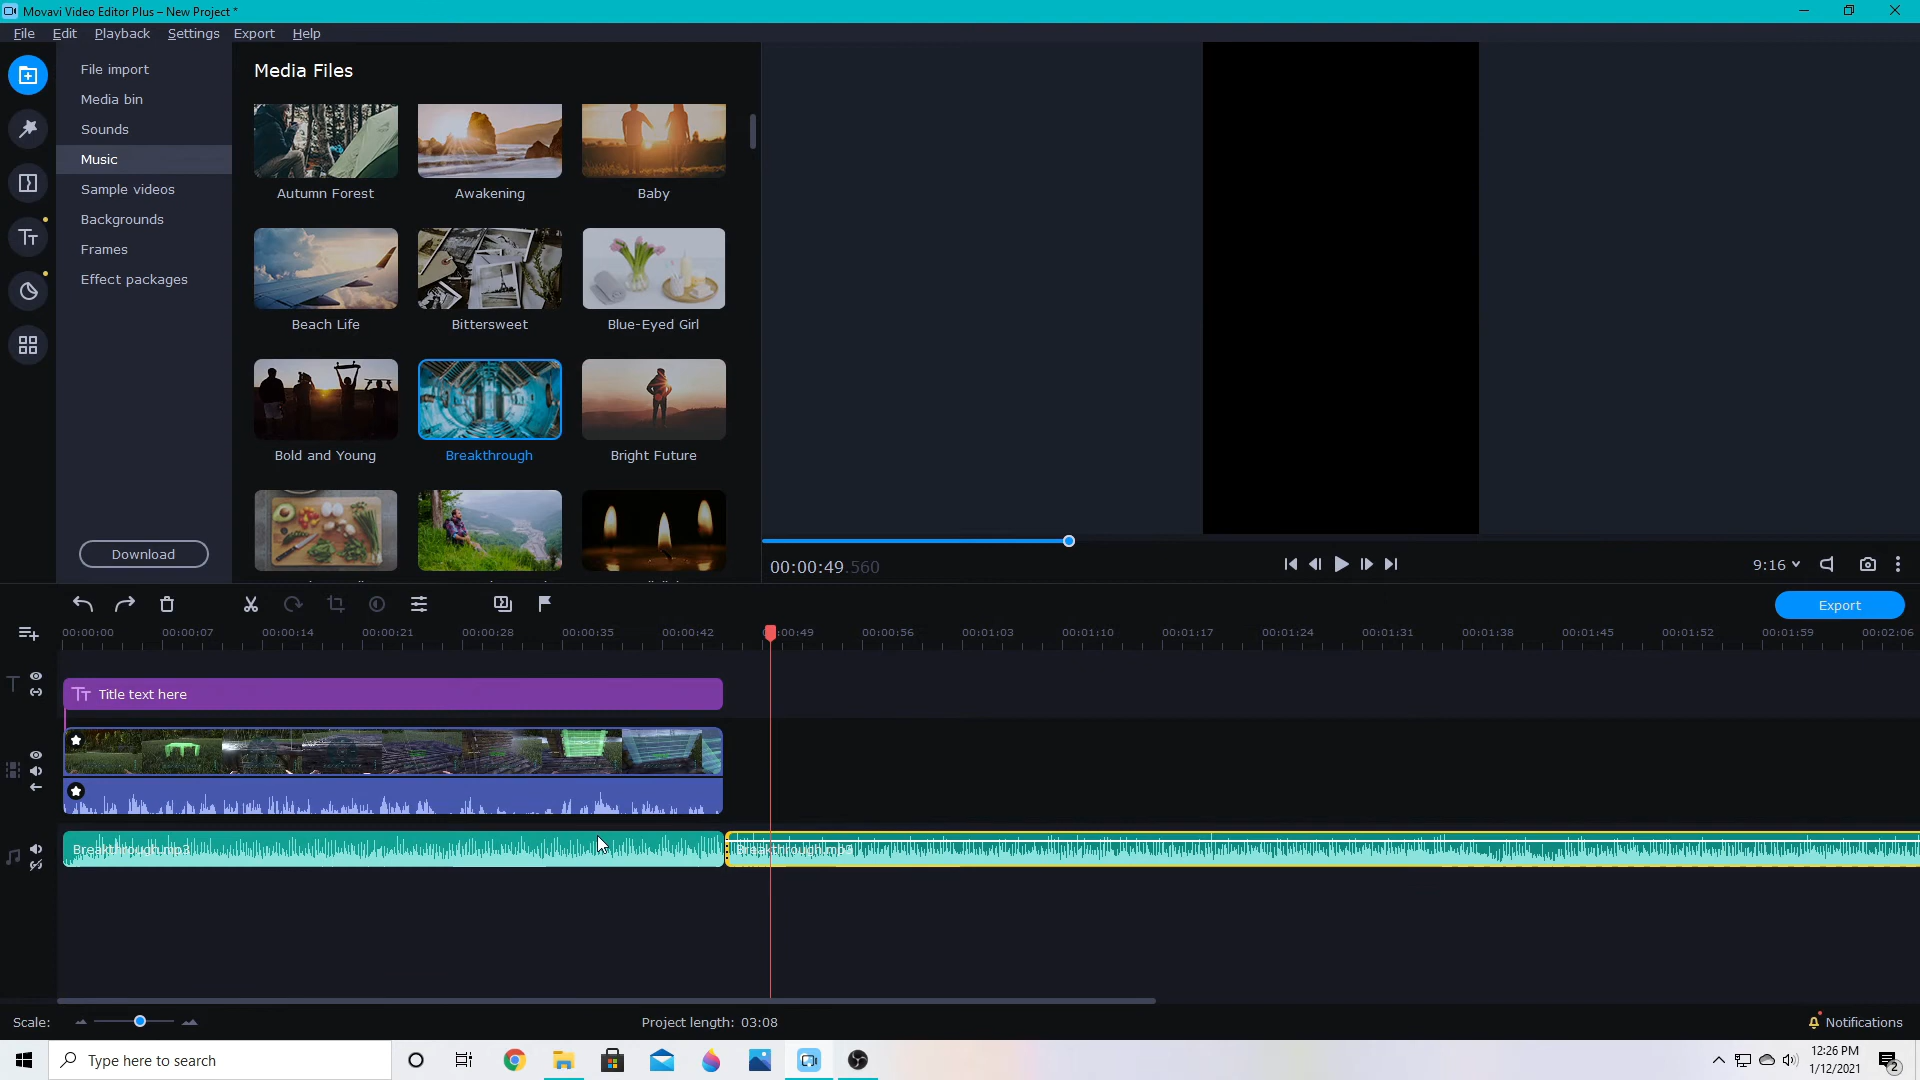 Movavi Video Editor Plus – New Project *
File Edit Playback Settings Export Help
File import
Media bin
Sounds
Music
Sample videos
Backgrounds
Frames
Effect packages
Download
Media Files
Autumn Forest Awakening Baby
Beach Life Bittersweet Blue-Eyed Girl
Bold and Young Breakthrough Bright Future
00:00:49.560
9:16
Export
00:00:00 00:00:07 00:00:14 00:00:21 00:00:28 00:00:35 00:00:42 00:00:49 00:00:56 00:01:03 00:01:10 00:01:17 00:01:24 00:01:31 00:01:38 00:01:45 00:01:52 00:01:59 00:02:06
Title text here
Breakthrough.mp3 Breakthrough.mp3
Scale: Project length: 03:08 Notifications
Type here to search
12:26 PM
1/12/2021
2